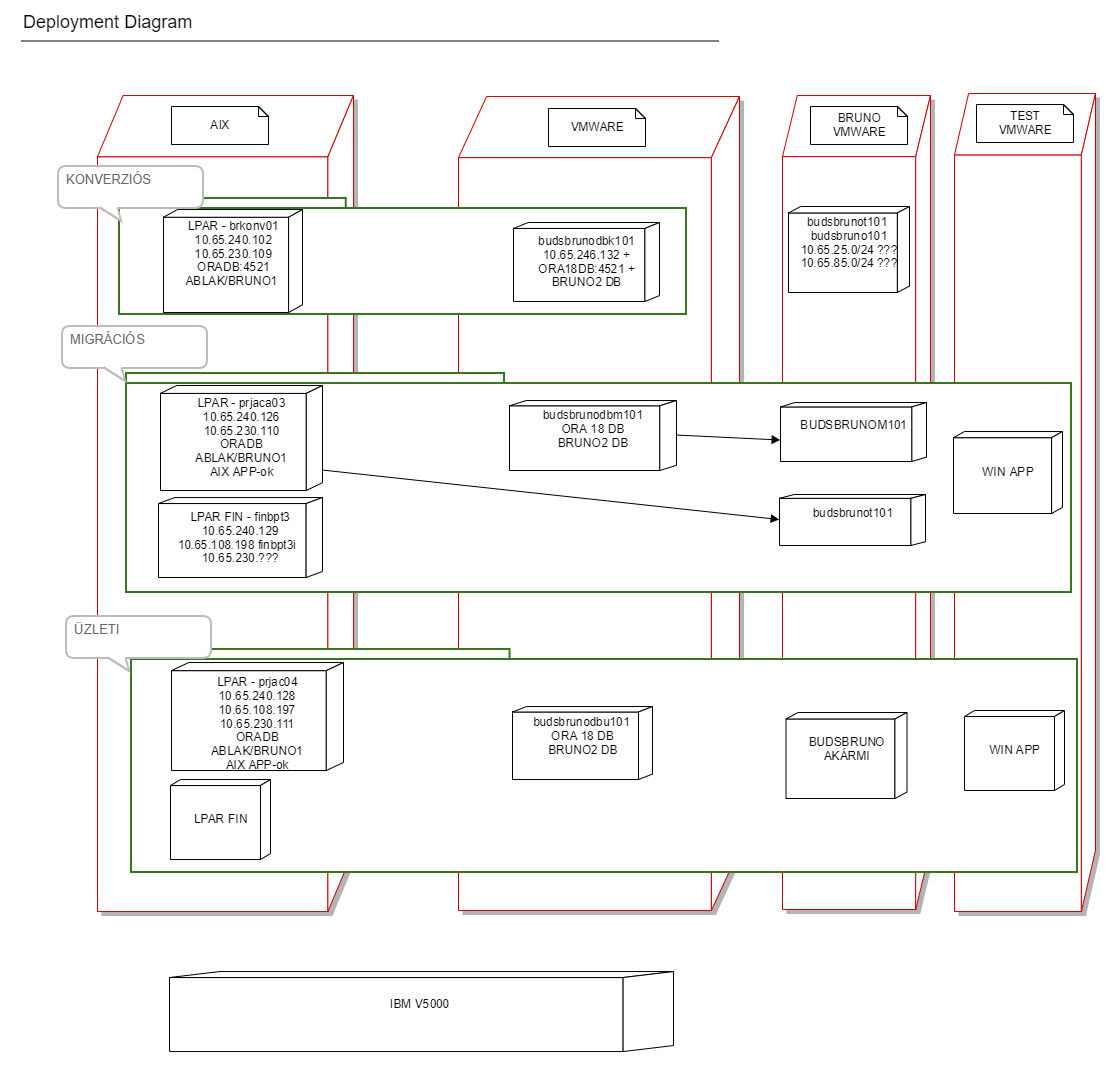 Deployment Diagram
AIX
VMWARE
BRUNO
VMWARE
TEST
VMWARE
KONVERZIÓS
LPAR - brkonv01
10.65.240.102
10.65.230.109
ORADB:4521
ABLAK/BRUNO1
budsbrunodbk101
10.65.246.132 +
ORA18DB:4521 +
BRUNO2 DB
budsbrunot101
budsbruno101
10.65.25.0/24 ???
10.65.85.0/24 ???
MIGRÁCIÓS
LPAR - prjaca03
10.65.240.126
10.65.230.110
ORADB
ABLAK/BRUNO1
AIX APP-ok
budsbrunodbm101
ORA 18 DB
BRUNO2 DB
BUDSBRUNOM101
WIN APP
LPAR FIN - finbpt3
10.65.240.129
10.65.108.198 finbpt3i
10.65.230.???
budsbrunot101
ÜZLETI
LPAR - prjac04
10.65.240.128
10.65.108.197
10.65.230.111
ORADB
ABLAK/BRUNO1
AIX APP-ok
budsbrunodbu101
ORA 18 DB
BRUNO2 DB
BUDSBRUNO
AKÁRMI
WIN APP
LPAR FIN
IBM V5000